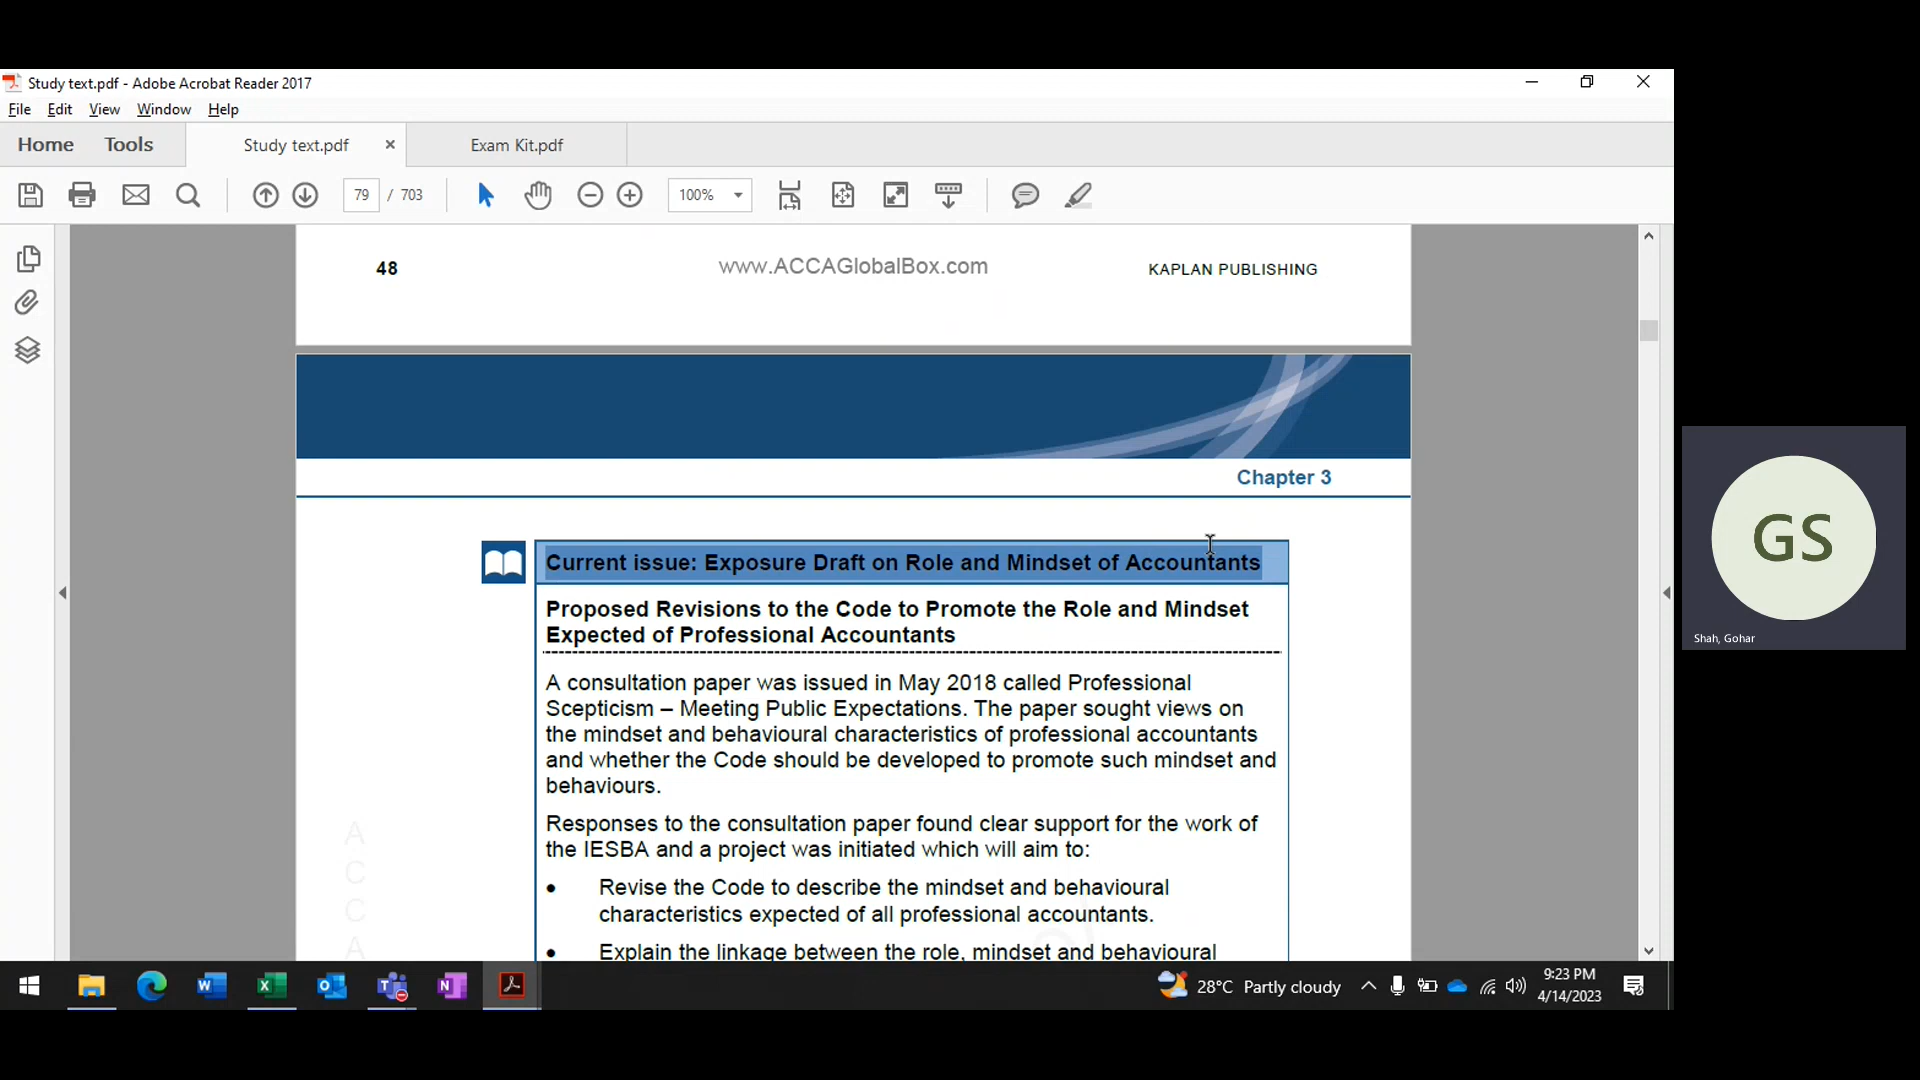 Study text.pdf - Adobe Acrobat Reader 2017
File Edit View Window Help
Home Tools Study text.pdf Exam Kit.pdf
79 / 703 100%
48 www.ACCAGlobalBox.com KAPLAN PUBLISHING
Chapter 3
Current issue: Exposure Draft on Role and Mindset of Accountants
Proposed Revisions to the Code to Promote the Role and Mindset
Expected of Professional Accountants
A consultation paper was issued in May 2018 called Professional
Scepticism – Meeting Public Expectations. The paper sought views on
the mindset and behavioural characteristics of professional accountants
and whether the Code should be developed to promote such mindset and
behaviours.
Responses to the consultation paper found clear support for the work of
the IESBA and a project was initiated which will aim to:
• Revise the Code to describe the mindset and behavioural
characteristics expected of all professional accountants.
• Explain the linkage between the role, mindset and behavioural
A
C
C
A
GS
Shah, Gohar
28°C Partly cloudy
9:23 PM
4/14/2023